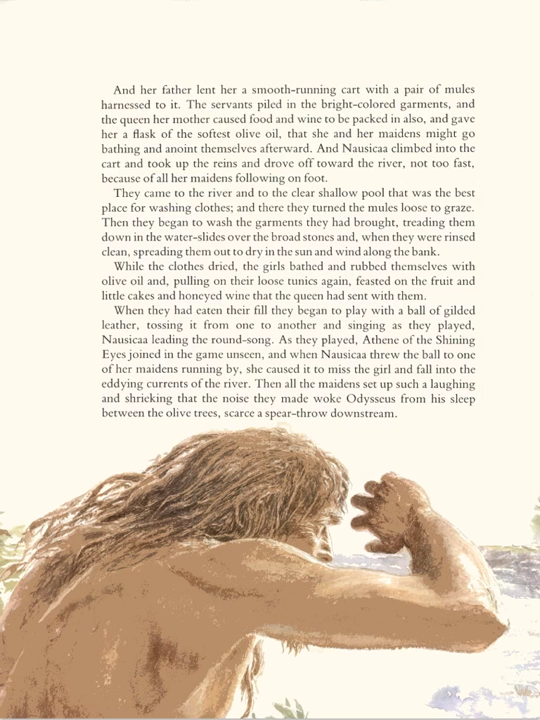 And her father lent her a smooth-running cart with a pair of mules
harnessed to it. The servants piled in the bright-colored garments, and
the queen her mother caused food and wine to be packed in also, and gave
her a flask of the softest olive oil, that she and her maidens might go
bathing and anoint themselves afterward. And Nausicaa climbed into the
cart and took up the reins and drove off toward the river, not too fast,
because of all her maidens following on foot.
They came to the river and to the clear shallow pool that was the best
place for washing clothes; and there they turned the mules loose to graze.
Then they began to wash the garments they had brought, treading them
down in the water-slides over the broad stones and, when they were rinsed
clean, spreading them out to dry in the sun and wind along the bank.
While the clothes dried, the girls bathed and rubbed themselves with
olive oil and, pulling on their loose tunics again, feasted on the fruit and
little cakes and honeyed wine that the queen had sent with them.
When they had eaten their fill they began to play with a ball of gilded
leather, tossing it from one to another and singing as they played,
Nausicaa leading the round-song. As they played, Athene of the Shining
Eyes joined in the game unseen, and when Nausicaa threw the ball to one
of her maidens running by, she caused it to miss the girl and fall into the
eddying currents of the river. Then all the maidens set up such a laughing
and shrieking that the noise they made woke Odysseus from his sleep
between the olive trees, scarce a spear-throw downstream.